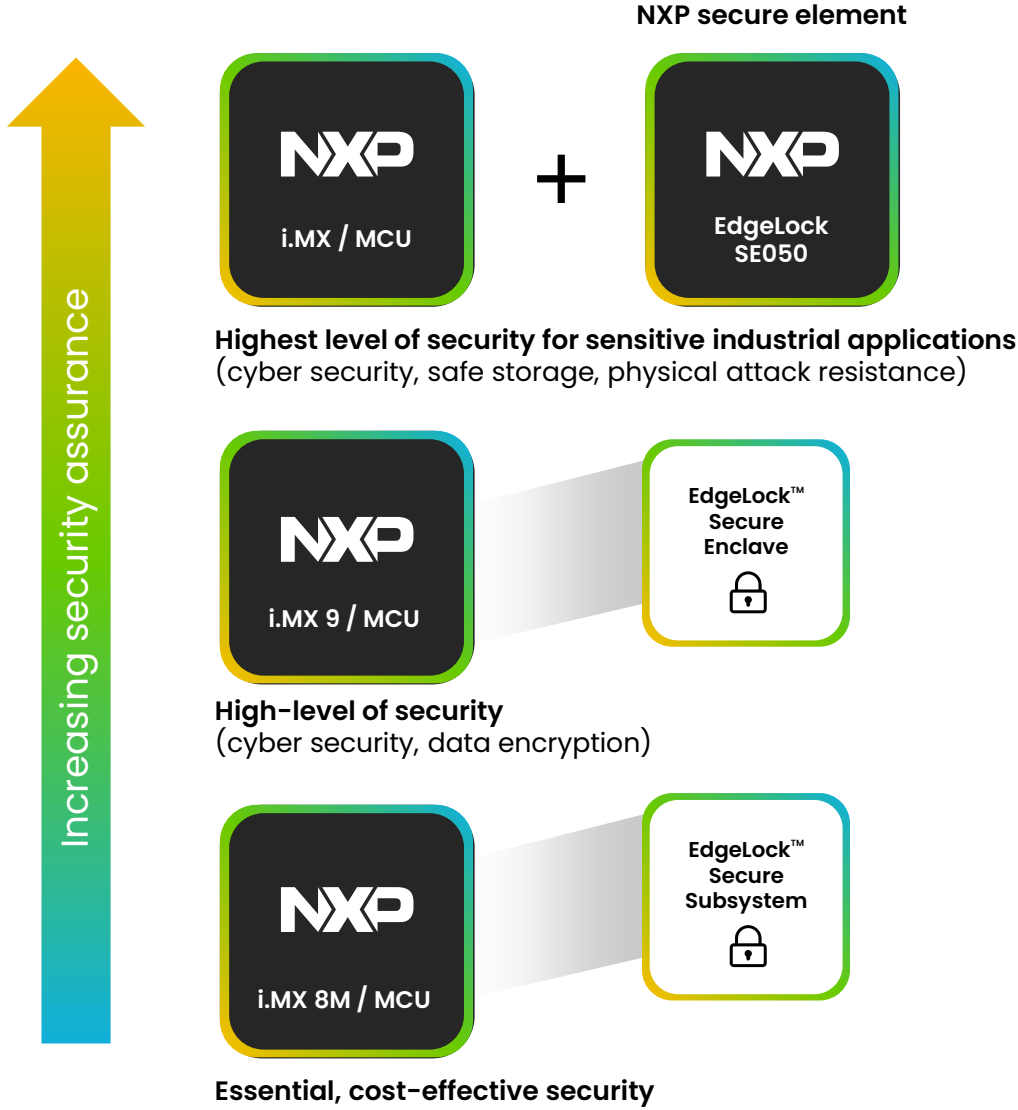 NXP secure element
NXP
i.MX / MCU
+
NXP
EdgeLock
SE050
Highest level of security for sensitive industrial applications
(cyber security, safe storage, physical attack resistance)
Increasing security assurance
NXP
i.MX 9 / MCU
EdgeLock™
Secure
Enclave
High-level of security
(cyber security, data encryption)
NXP
i.MX 8M / MCU
EdgeLock™
Secure
Subsystem
Essential, cost-effective security